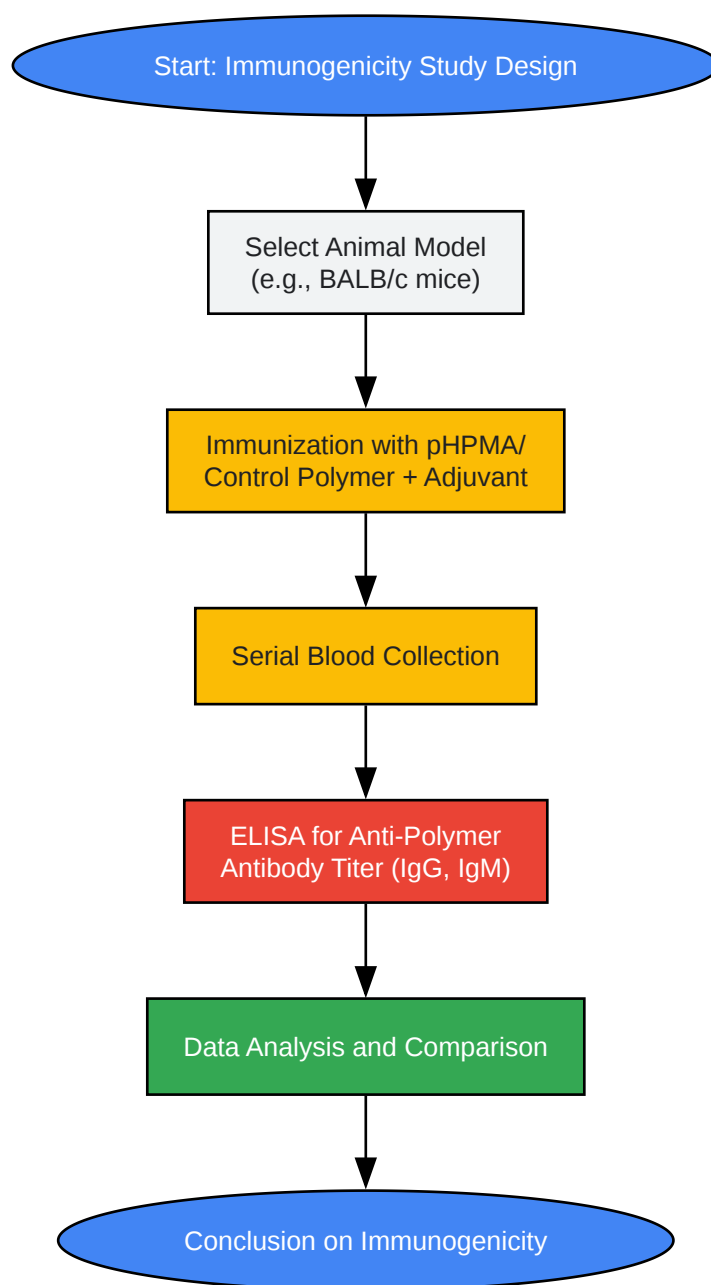 Start: Immunogenicity Study Design
Select Animal Model
(e.g., BALB/c mice)
Immunization with pHPMA/
Control Polymer + Adjuvant
Serial Blood Collection
ELISA for Anti-Polymer
Antibody Titer (IgG, IgM)
Data Analysis and Comparison
Conclusion on Immunogenicity